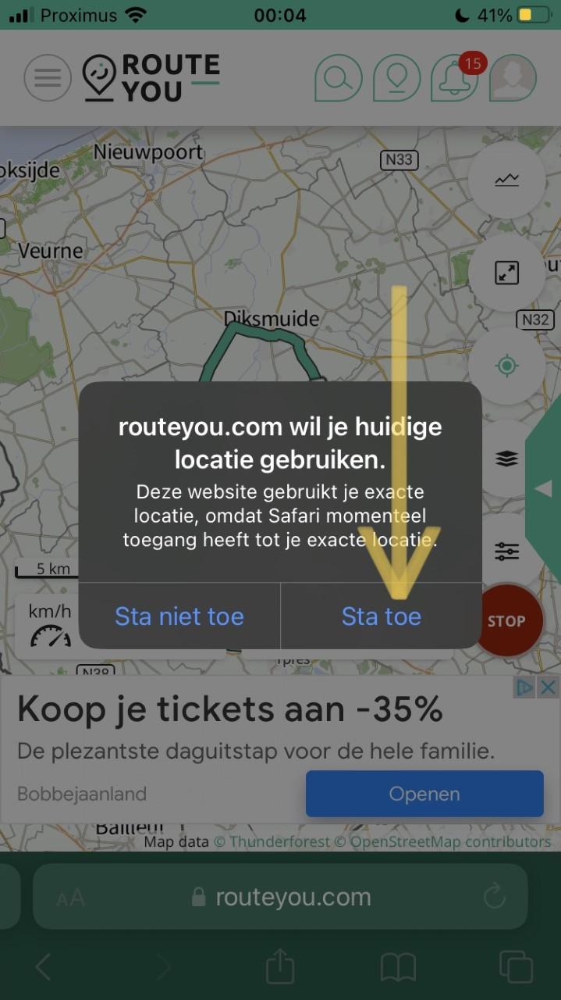 Proximus
00:04
41%
ROUTE
YOU
15
Nieuwpoort
oksijde
N33
Veurne
Diksmuide
N32
routeyou.com wil je huidige
locatie gebruiken.
Deze website gebruikt je exacte
locatie, omdat Safari momenteel
toegang heeft tot je exacte locatie.
5 km
km/h
Sta niet toe
Sta toe
STOP
Ypres
N38
Koop je tickets aan -35%
De plezantste daguitstap voor de hele familie.
Bobbejaanland
Openen
Bailleul
Map data © Thunderforest © OpenStreetMap contributors
AA
routeyou.com